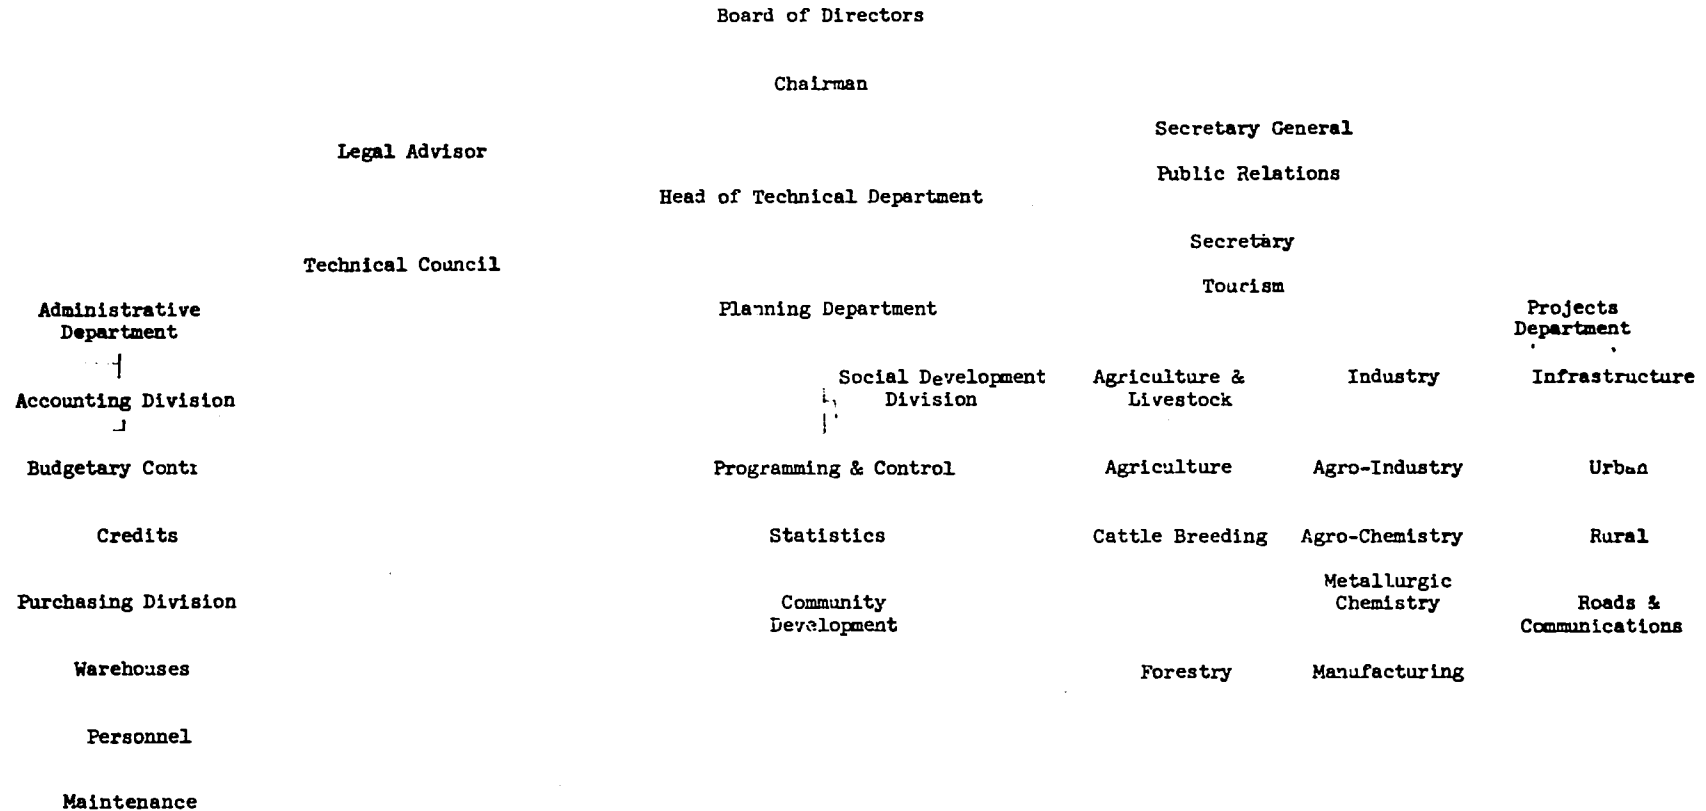 Board of Directors
Chairman
Secretary General
Legal Advisor
Public Relations
Head of Technical Department
Secretary
Technical Council
Tourism
Administrative
Department
Planning Department
Projects
Department
Social Development
Division
Agriculture &
Livestock
Industry
Infrastructure
Accounting Division
Budgetary
Programming & Control
Agriculture
Agro-Industry
Urban
Credits
Statistics
Cattle Breeding
Agro-Chemistry
Rural
Purchasing Division
Community
Development
Metallurgic
Chemistry
Roads &
Communications
Warehouses
Forestry
Manufacturing
Personnel
Maintenance